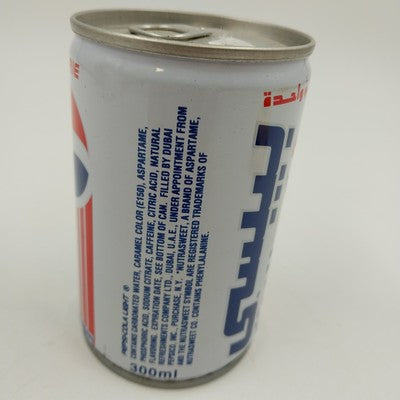 PEPSI-COLA LIGHT ®
CONTAINS CARBONATED WATER, CARAMEL COLOR (E150), ASPARTAME,
PHOSPHORIC ACID, SODIUM CITRATE, CAFFEINE, CITRIC ACID, NATURAL
FLAVORING. EXPIRATION DATE, SEE BOTTOM OF CAN. FILLED BY DUBAI
REFRESHMENTS COMPANY LTD., DUBAI, U.A.E., UNDER APPOINTMENT FROM
PEPSICO, INC., PURCHASE, N.Y. "NUTRASWEET, A BRAND OF ASPARTAME,
AND THE NUTRASWEET SYMBOL ARE REGISTERED TRADEMARKS OF
NUTRASWEET CO. CONTAINS PHENYLALANINE.
300ml
واحدة
بيبسي